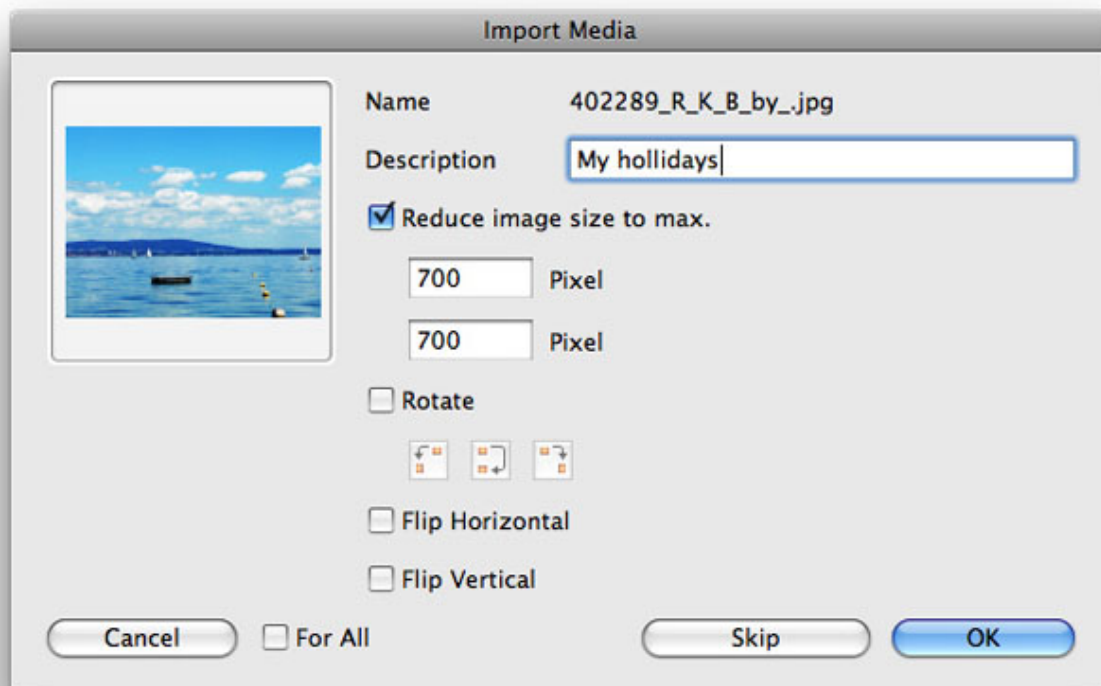 Import Media
Name 402289_R_K_B_by_.jpg
Description My hollidays
Reduce image size to max.
700 Pixel
700 Pixel
Rotate
Flip Horizontal
Flip Vertical
Cancel For All Skip OK